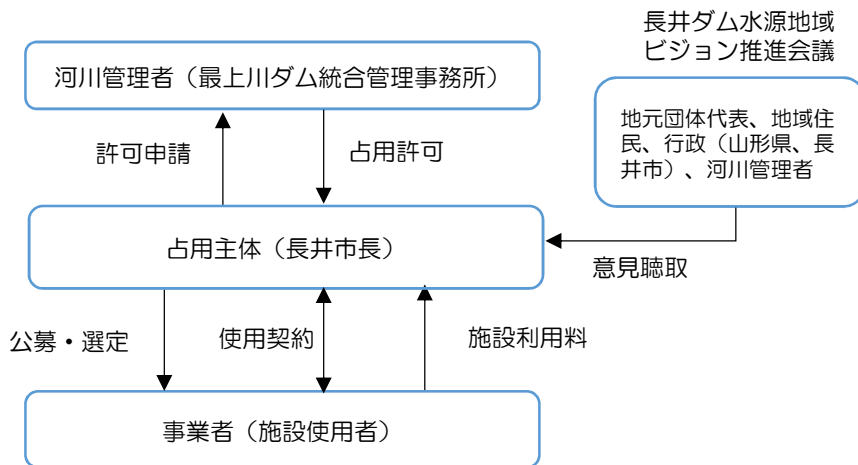 長井ダム水源地域
ビジョン推進会議
河川管理者（最上川ダム統合管理事務所）
地元団体代表、地域住
民、行政（山形県、長
井市）、河川管理者
許可申請
占用許可
占用主体（長井市長）
意見聴取
公募・選定
使用契約
施設利用料
事業者（施設使用者）